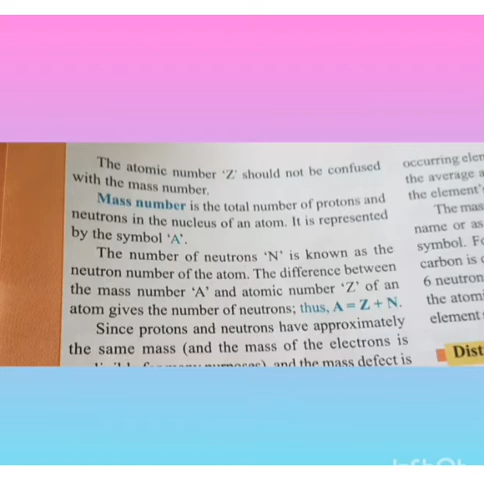 The atomic number ‘Z’ should not be confused
with the mass number.
Mass number is the total number of protons and
neutrons in the nucleus of an atom. It is represented
by the symbol ‘A’.
The number of neutrons ‘N’ is known as the
neutron number of the atom. The difference between
the mass number ‘A’ and atomic number ‘Z’ of an
atom gives the number of neutrons; thus, A = Z + N.
Since protons and neutrons have approximately
the same mass (and the mass of the electrons is
and the mass defect is
occurring
the average
the element's
The
name or as
symbol.
carbon is
6
the
element